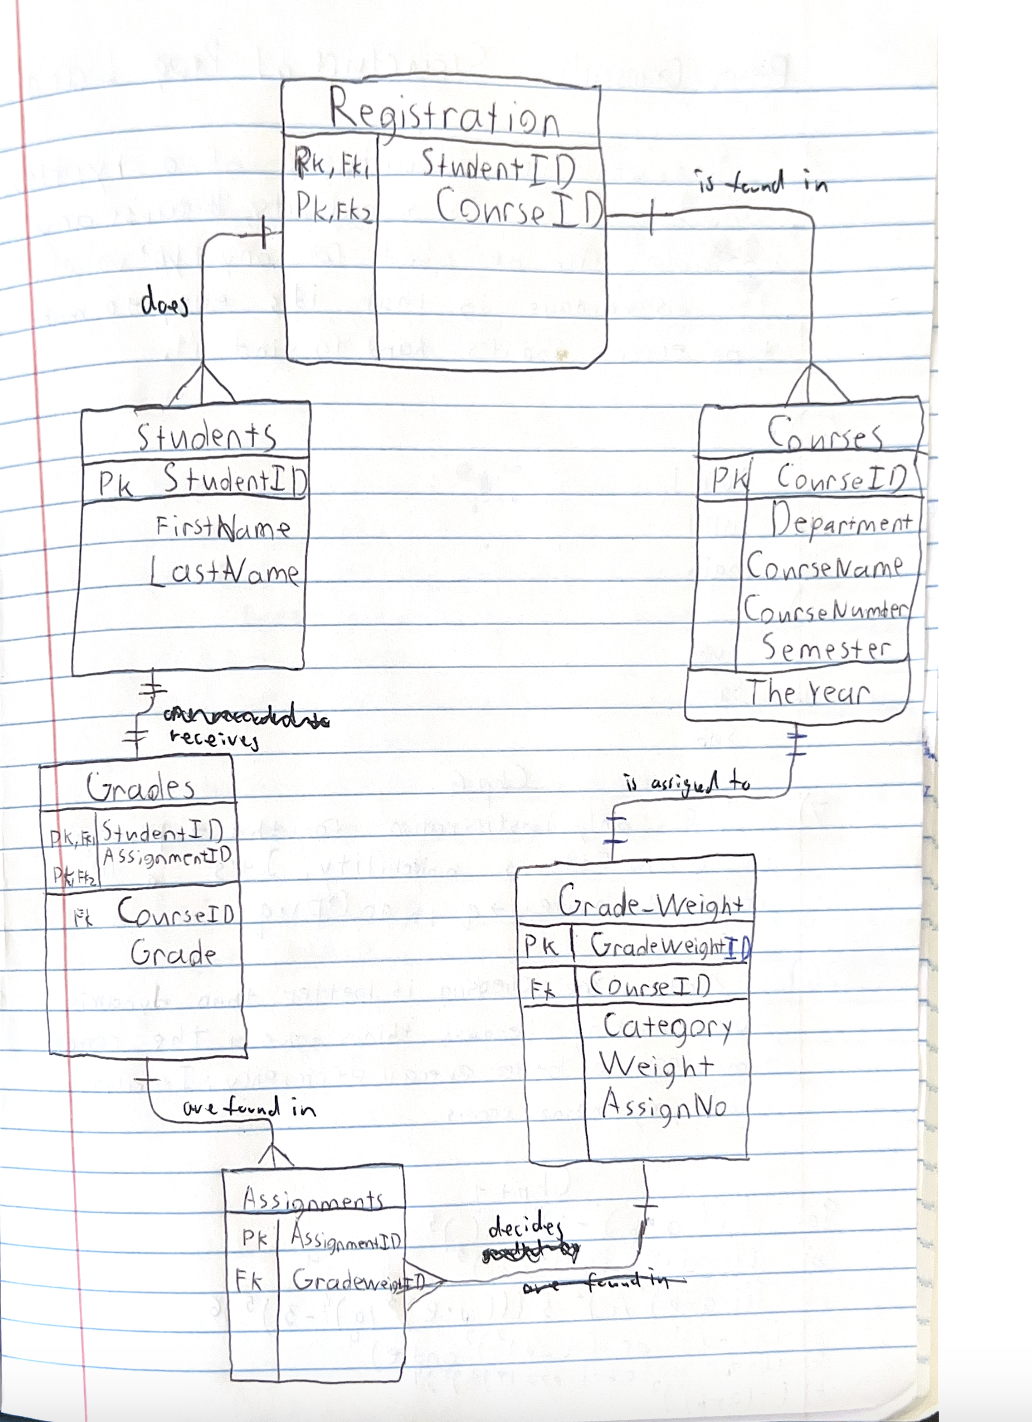 Registration
PK, FK1 StudentID
PK, FK2 CourseID
is found in
does
Students
PK StudentID
FirstName
LastName
Courses
PK CourseID
Department
CourseName
CourseNumber
Semester
The Year
receives
is assigned to
Grades
PK, FK1 StudentID
PK, FK2 AssignmentID
FK CourseID
Grade
Grade-Weight
PK GradeweightID
FK CourseID
Category
Weight
AssignNo
are found in
Assignments
PK AssignmentID
FK GradeweightID
decides
are found in